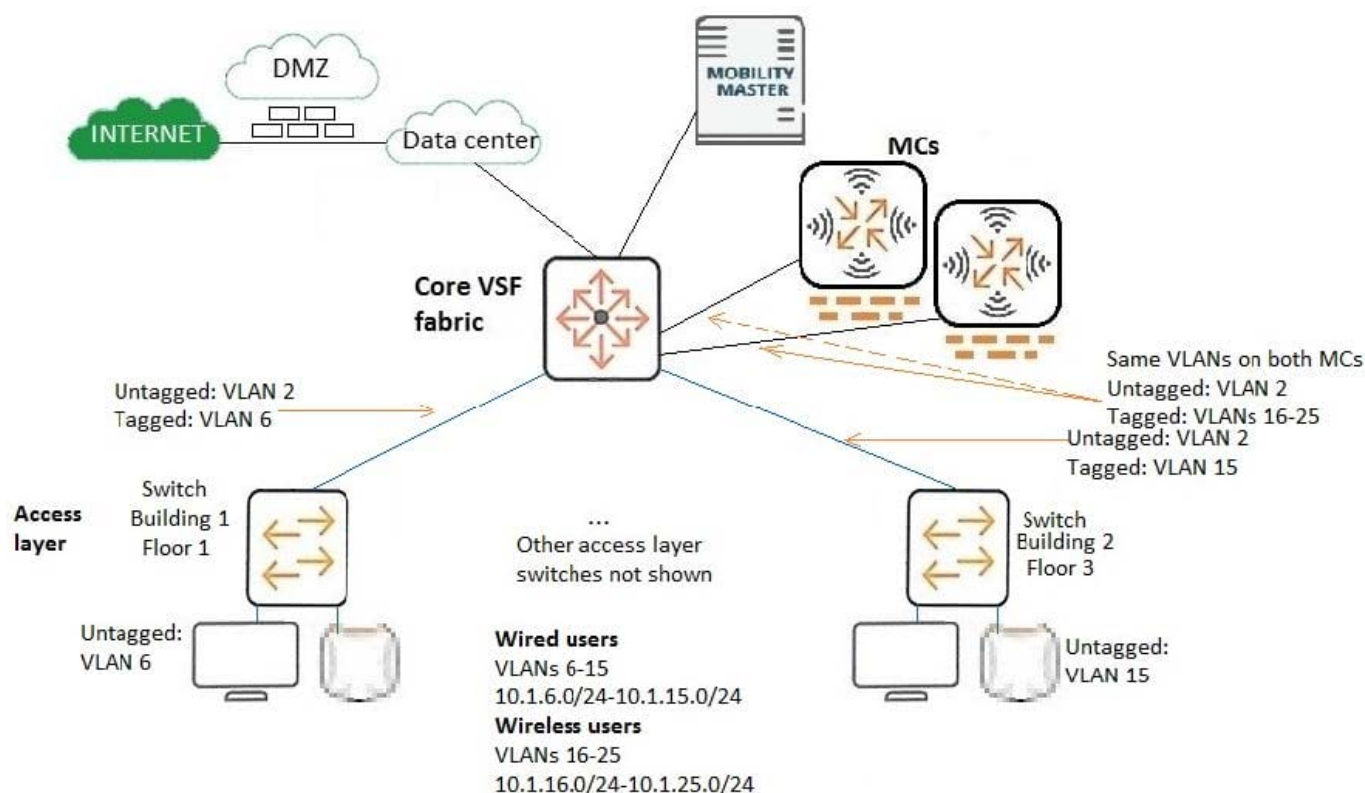 DMZ
INTERNET
Data center
MOBILITY
MASTER
MCs
Core VSF
fabric
Same VLANs on both MCs
Untagged: VLAN 2
Tagged: VLANs 16-25
Untagged: VLAN 2
Tagged: VLAN 6
Untagged: VLAN 2
Tagged: VLAN 15
Access
layer
Switch
Building 1
Floor 1
...
Other access layer
switches not shown
Switch
Building 2
Floor 3
Untagged:
VLAN 6
Wired users
VLANs 6-15
10.1.6.0/24-10.1.15.0/24
Wireless users
VLANs 16-25
10.1.16.0/24-10.1.25.0/24
Untagged:
VLAN 15